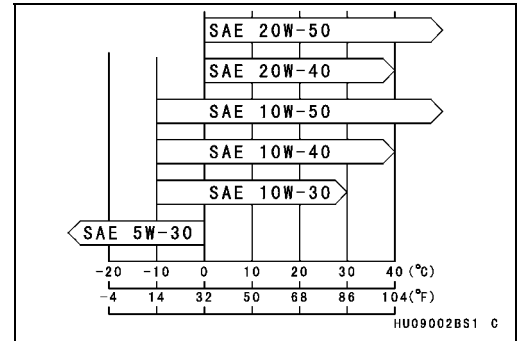 SAE 20W-50
SAE 20W-40
SAE 10W-50
SAE 10W-40
SAE 10W-30
SAE 5W-30
-20 -10 0 10 20 30 40 (°C)
-4 14 32 50 68 86 104(°F)
HU09002BS1 C